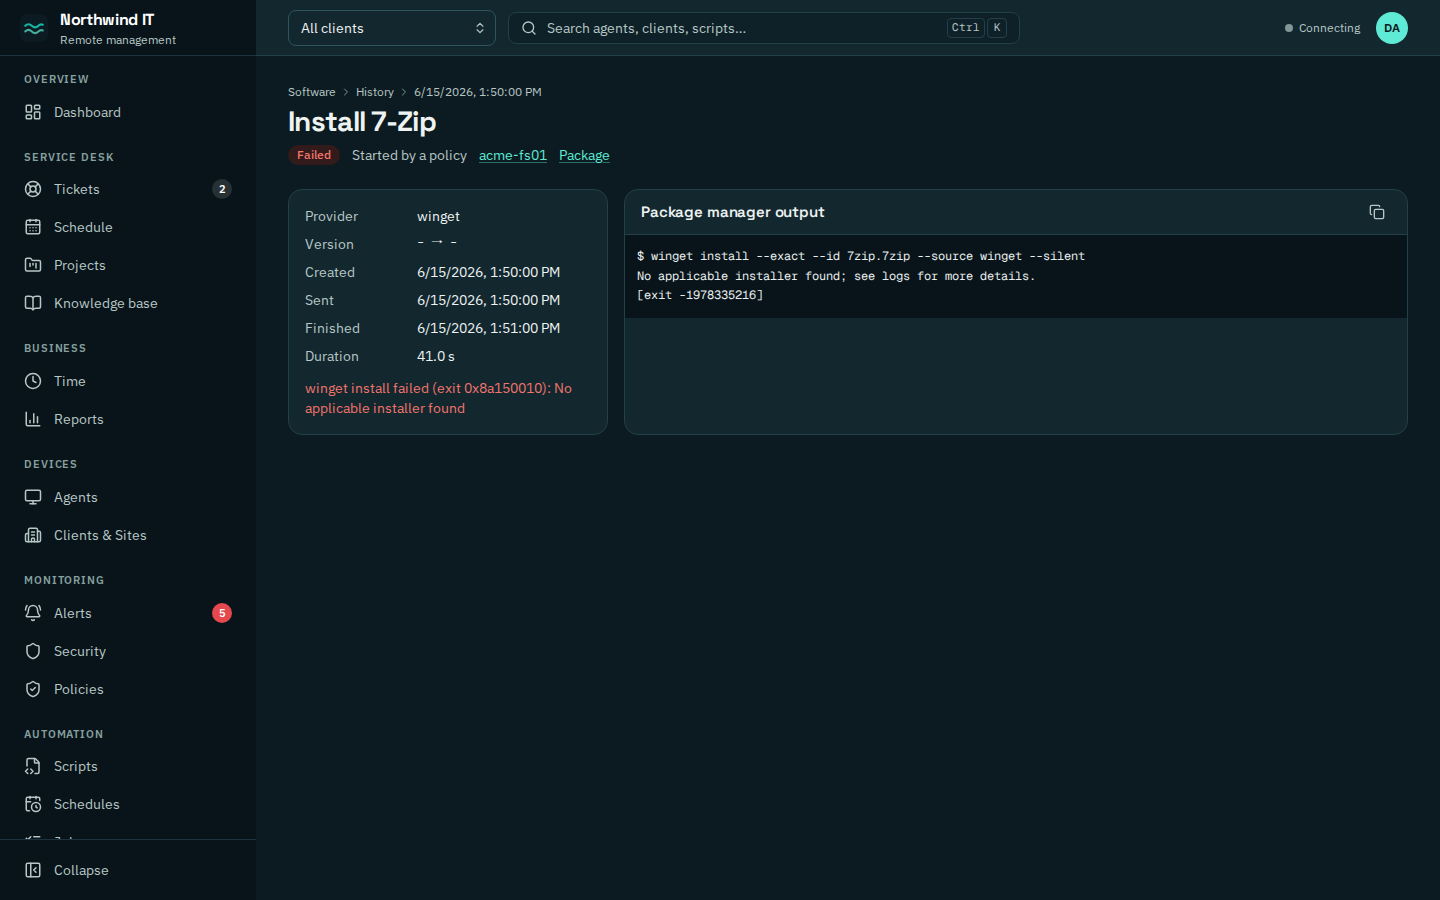 Northwind IT
Remote management
All clients
Search agents, clients, scripts...
Ctrl K
Connecting
DA
OVERVIEW
Dashboard
SERVICE DESK
Tickets 2
Schedule
Projects
Knowledge base
BUSINESS
Time
Reports
DEVICES
Agents
Clients & Sites
MONITORING
Alerts 5
Security
Policies
AUTOMATION
Scripts
Schedules
Collapse
Software > History > 6/15/2026, 1:50:00 PM
Install 7-Zip
Failed Started by a policy acme-fs01 Package
Provider winget
Version - → -
Created 6/15/2026, 1:50:00 PM
Sent 6/15/2026, 1:50:00 PM
Finished 6/15/2026, 1:51:00 PM
Duration 41.0 s
winget install failed (exit 0x8a150010): No
applicable installer found
Package manager output
$ winget install --exact --id 7zip.7zip --source winget --silent
No applicable installer found; see logs for more details.
[exit -1978335216]